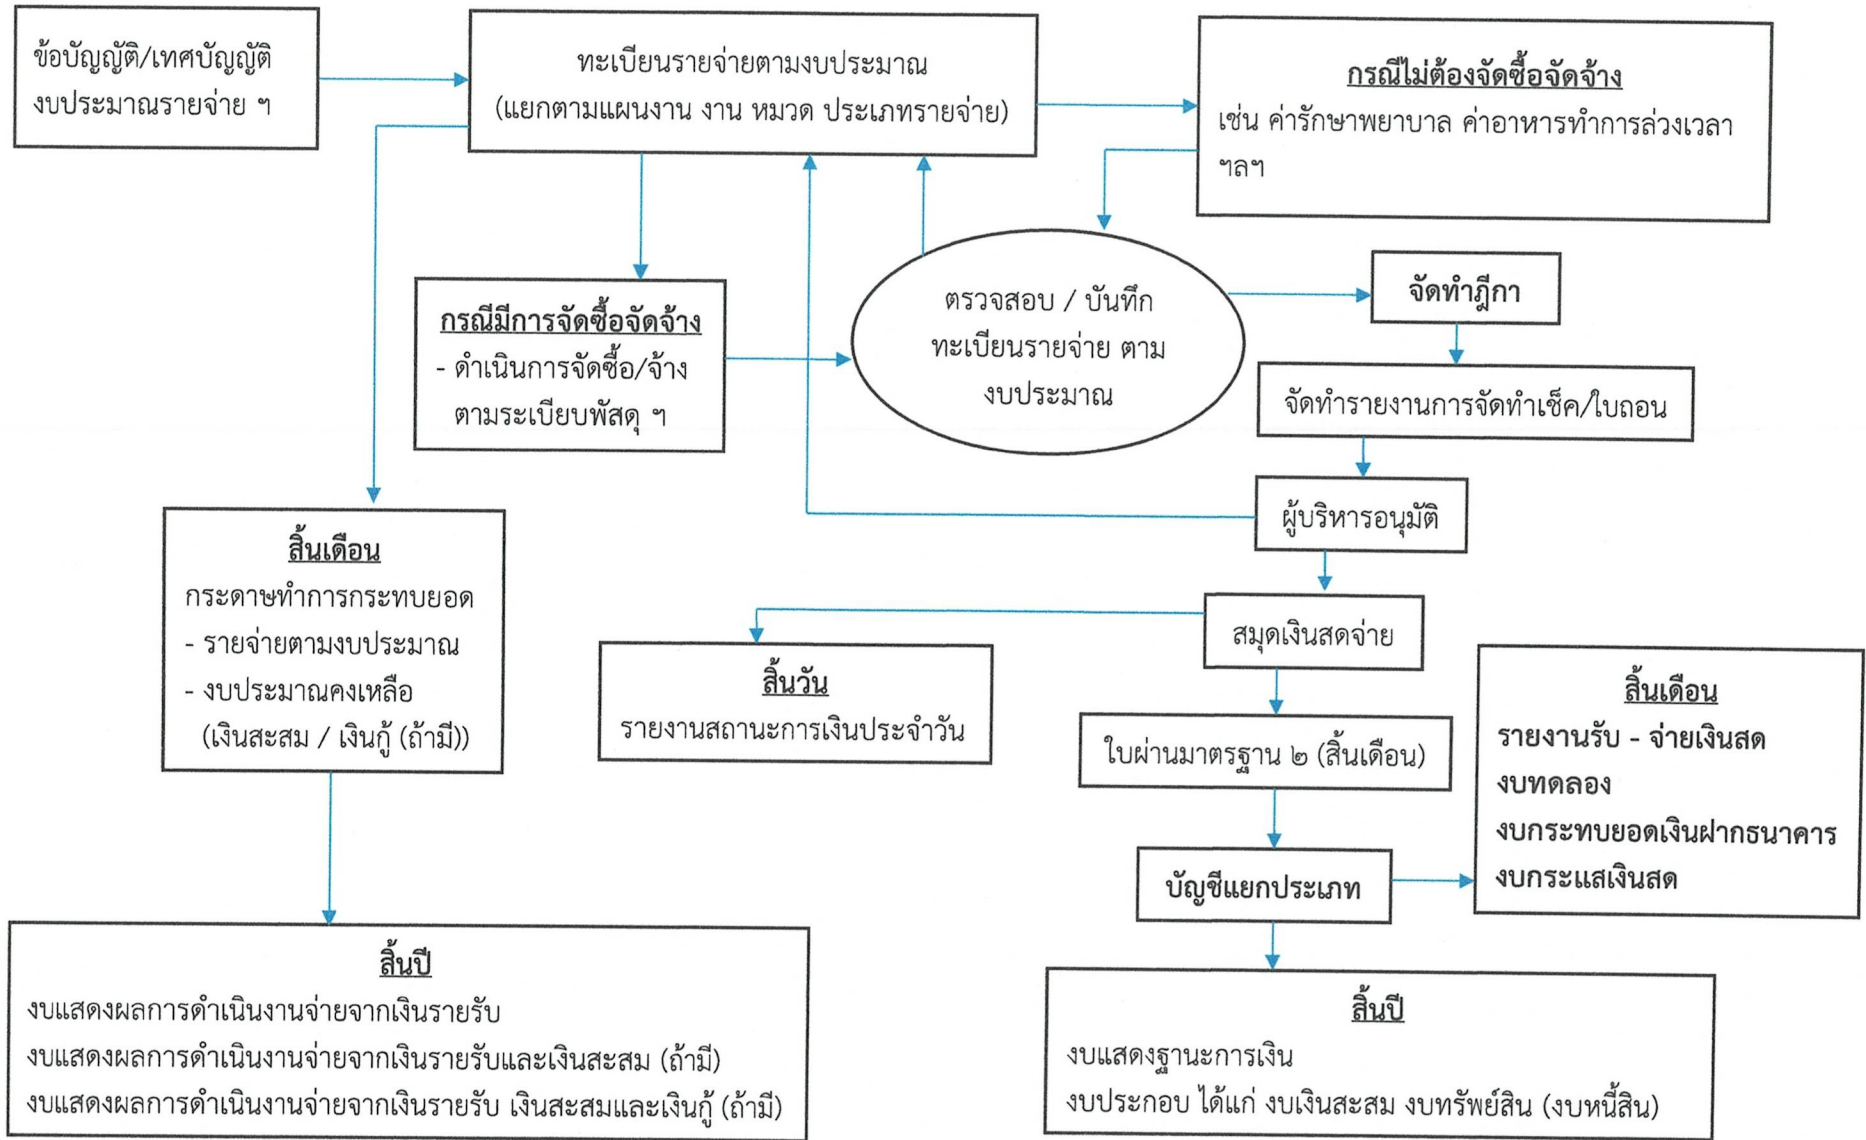 ข้อบัญญัติ/เทศบัญญัติ
งบประมาณรายจ่าย ฯ
ทะเบียนรายจ่ายตามงบประมาณ
(แยกตามแผนงาน งาน หมวด ประเภทรายจ่าย)
กรณีไม่ต้องจัดซื้อจัดจ้าง
เช่น ค่ารักษาพยาบาล ค่าอาหารทำการล่วงเวลา
ฯลฯ
กรณีมีการจัดซื้อจัดจ้าง
- ดำเนินการจัดซื้อ/จ้าง
ตามระเบียบพัสดุ ฯ
ตรวจสอบ / บันทึก
ทะเบียนรายจ่าย ตาม
งบประมาณ
จัดทำฎีกา
จัดทำรายงานการจัดทำเช็ค/ใบถอน
ผู้บริหารอนุมัติ
สมุดเงินสดจ่าย
สิ้นเดือน
กระดาษทำการกระทบยอด
- รายจ่ายตามงบประมาณ
- งบประมาณคงเหลือ
(เงินสะสม / เงินกู้ (ถ้ามี))
สิ้นวัน
รายงานสถานะการเงินประจำวัน
ใบผ่านมาตรฐาน ๒ (สิ้นเดือน)
บัญชีแยกประเภท
สิ้นเดือน
รายงานรับ - จ่ายเงินสด
งบทดลอง
งบกระทบยอดเงินฝากธนาคาร
งบกระแสเงินสด
สิ้นปี
งบแสดงผลการดำเนินงานจ่ายจากเงินรายรับ
งบแสดงผลการดำเนินงานจ่ายจากเงินรายรับและเงินสะสม (ถ้ามี)
งบแสดงผลการดำเนินงานจ่ายจากเงินรายรับ เงินสะสมและเงินกู้ (ถ้ามี)
สิ้นปี
งบแสดงฐานะการเงิน
งบประกอบ ได้แก่ งบเงินสะสม งบทรัพย์สิน (งบหนี้สิน)